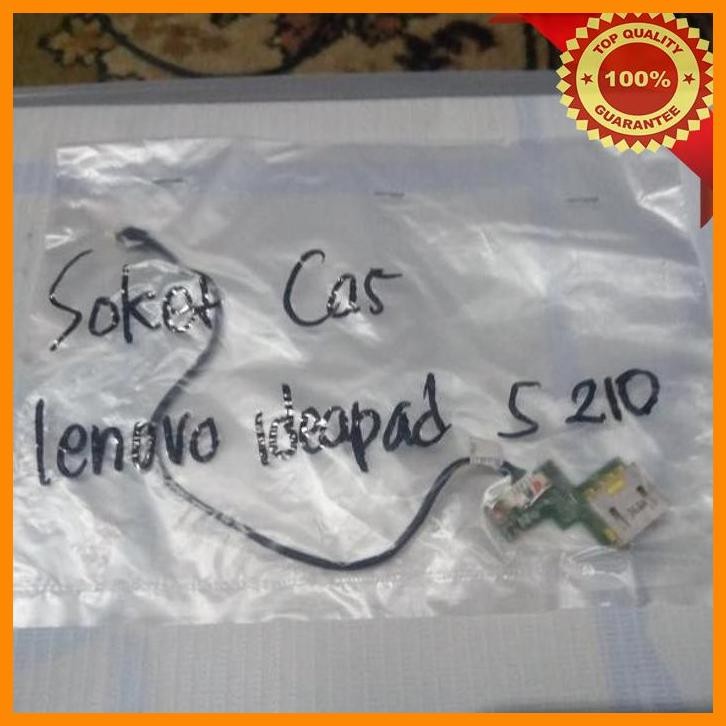 TOP QUALITY
100%
GUARANTEE
Soket Cas
lenovo ideapad S 210